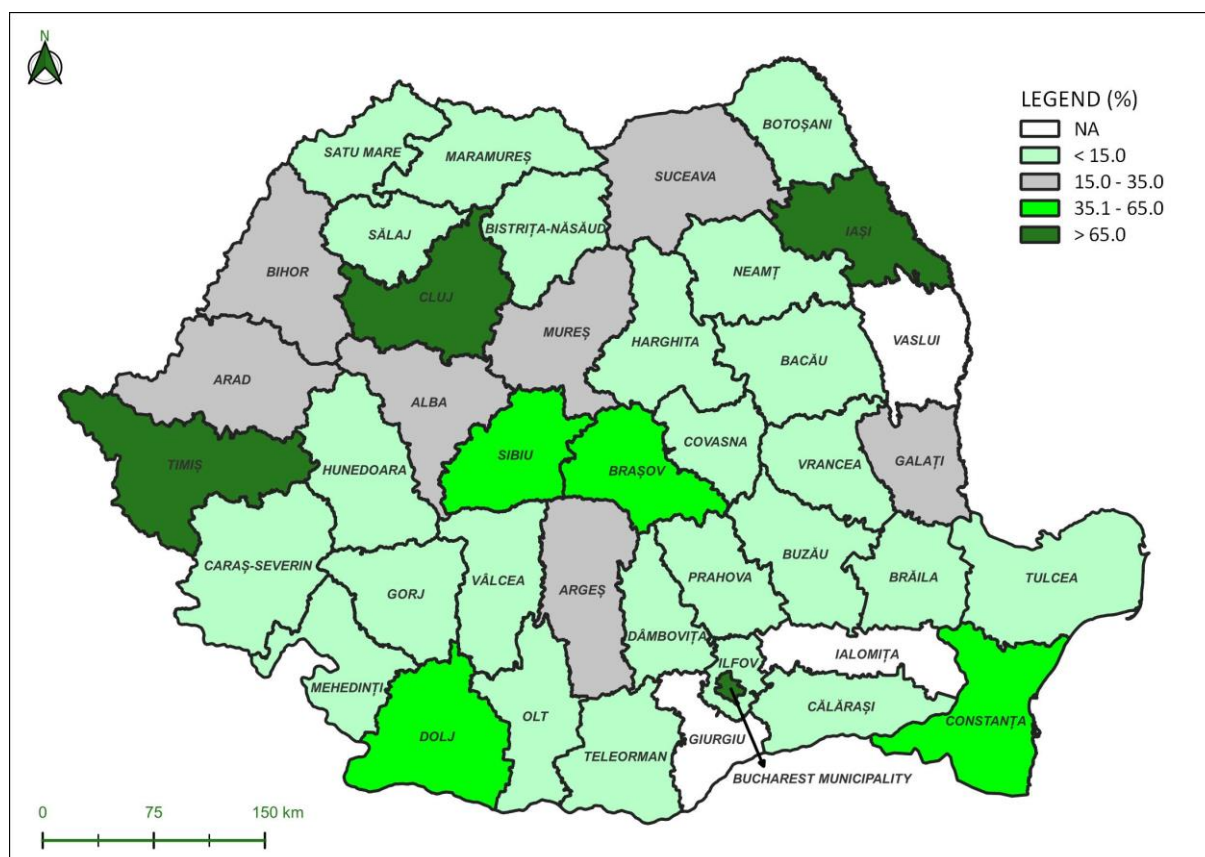 N
LEGEND (%)
NA
< 15.0
15.0 - 35.0
35.1 - 65.0
> 65.0
BOTOȘANI
SATU MARE
MARAMUREȘ
SUCEAVA
IAȘI
SĂLAJ
BISTRIȚA-NĂSĂUD
BIHOR
NEAMȚ
CLUJ
MUREȘ
HARGHITA
VASLUI
BACĂU
ARAD
ALBA
COVASNA
SIBIU
BRAȘOV
VRANCEA
GALAȚI
TIMIȘ
HUNEDOARA
CARAȘ-SEVERIN
GORJ
VÂLCEA
ARGEȘ
PRAHOVA
BUZĂU
BRĂILA
TULCEA
DÂMBOVIȚA
ILFOV
IALOMIȚA
MEHEDINȚI
CĂLĂRAȘI
OLT
CONSTANȚA
DOLJ
TELEORMAN
GIURGIU
BUCHAREST MUNICIPALITY
0 75 150 km